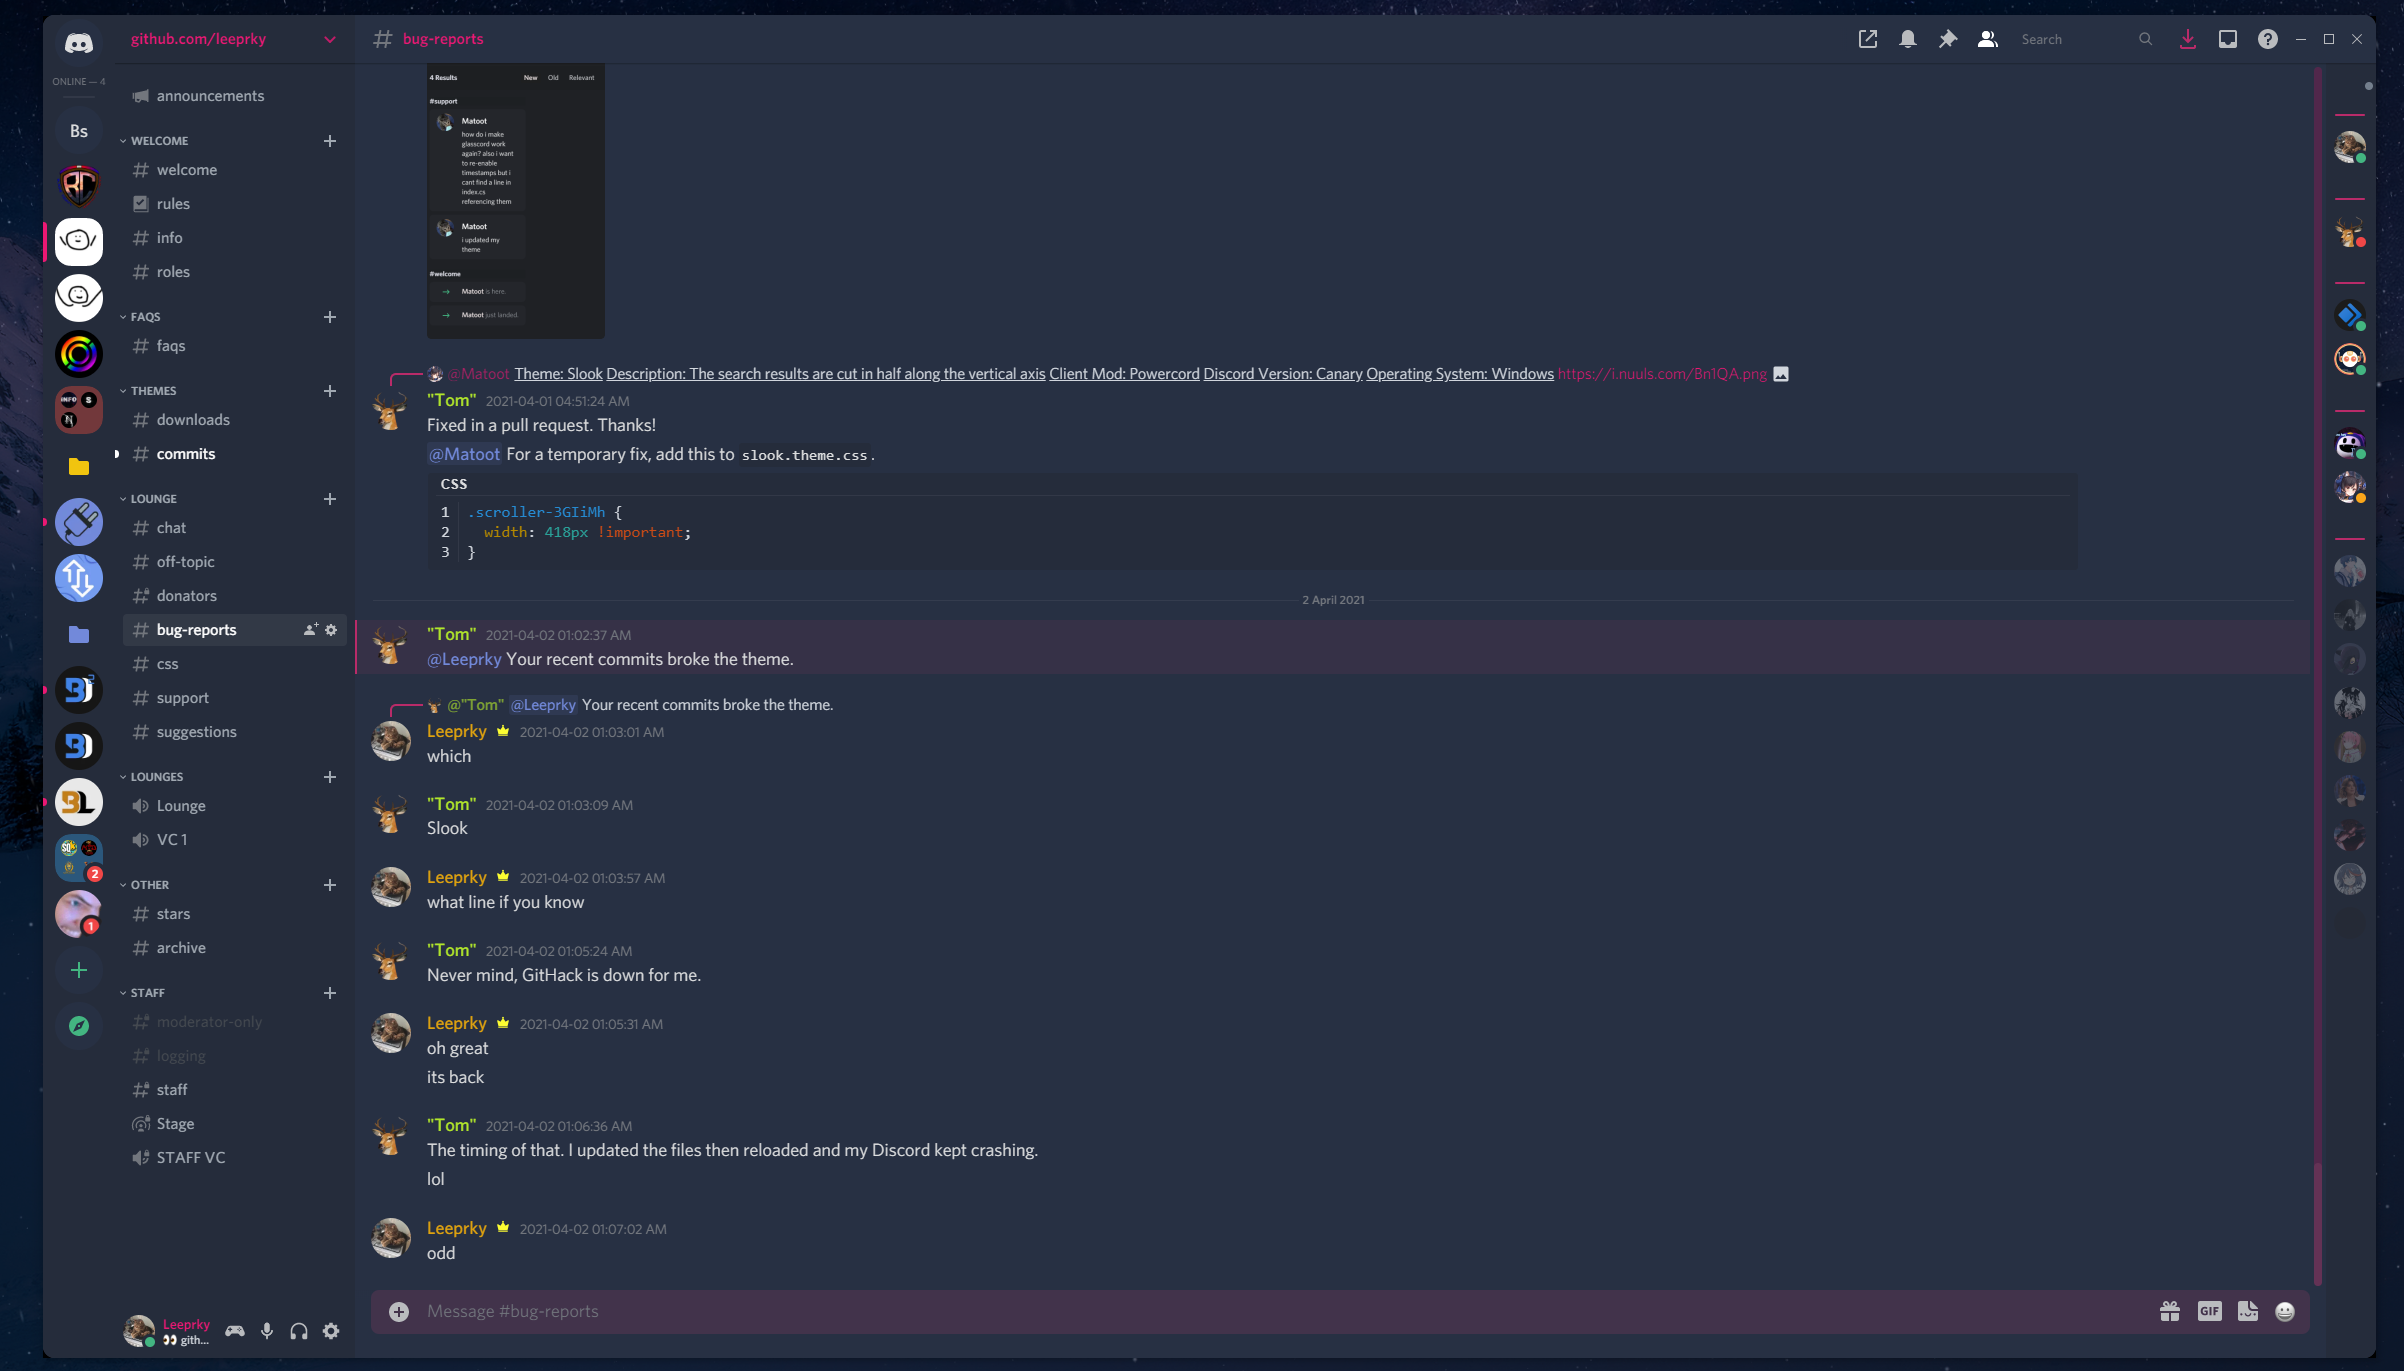 github.com/leeprky
bug-reports
Search
ONLINE — 4
Bs
INFO
S
N
SQ
2
1
announcements
WELCOME
welcome
rules
info
roles
FAQS
faqs
THEMES
downloads
commits
LOUNGE
chat
off-topic
donators
bug-reports
css
support
suggestions
LOUNGES
Lounge
VC 1
OTHER
stars
archive
STAFF
moderator-only
logging
staff
Stage
STAFF VC
Leeprky
gith...
4 Results New Old Relevant
#support
Matoot
how do i make
glasscord work
again? also i want
to re-enable
timestamps but i
cant find a line in
index.cs
referencing them
Matoot
i updated my
theme
#welcome
Matoot is here.
Matoot just landed.
@Matoot Theme: Slook Description: The search results are cut in half along the vertical axis Client Mod: Powercord Discord Version: Canary Operating System: Windows https://i.nuuls.com/Bn1QA.png
"Tom" 2021-04-01 04:51:24 AM
Fixed in a pull request. Thanks!
@Matoot For a temporary fix, add this to slook.theme.css.
CSS
1 .scroller-3GIiMh {
2 width: 418px !important;
3 }
2 April 2021
"Tom" 2021-04-02 01:02:37 AM
@Leeprky Your recent commits broke the theme.
@"Tom" @Leeprky Your recent commits broke the theme.
Leeprky 2021-04-02 01:03:01 AM
which
"Tom" 2021-04-02 01:03:09 AM
Slook
Leeprky 2021-04-02 01:03:57 AM
what line if you know
"Tom" 2021-04-02 01:05:24 AM
Never mind, GitHack is down for me.
Leeprky 2021-04-02 01:05:31 AM
oh great
its back
"Tom" 2021-04-02 01:06:36 AM
The timing of that. I updated the files then reloaded and my Discord kept crashing.
lol
Leeprky 2021-04-02 01:07:02 AM
odd
Message #bug-reports
GIF